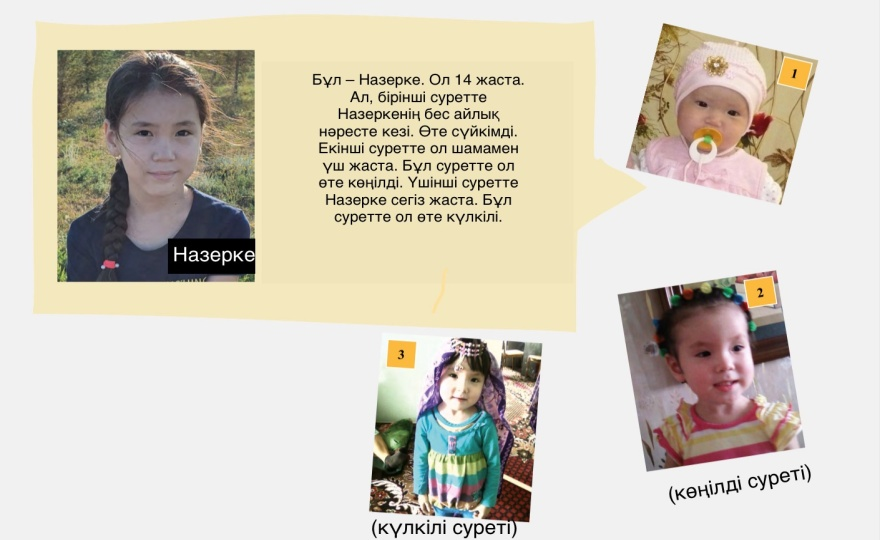 Бұл – Назерке. Ол 14 жаста.
Ал, бірінші суретте
Назеркенің бес айлық
нәресте кезі. Өте сүйкімді.
Екінші суретте ол шамамен
үш жаста. Бұл суретте ол
өте көңілді. Үшінші суретте
Назерке сегіз жаста. Бұл
суретте ол өте күлкілі.
Назерке
1
2
(көңілді суреті)
3
(күлкілі суреті)